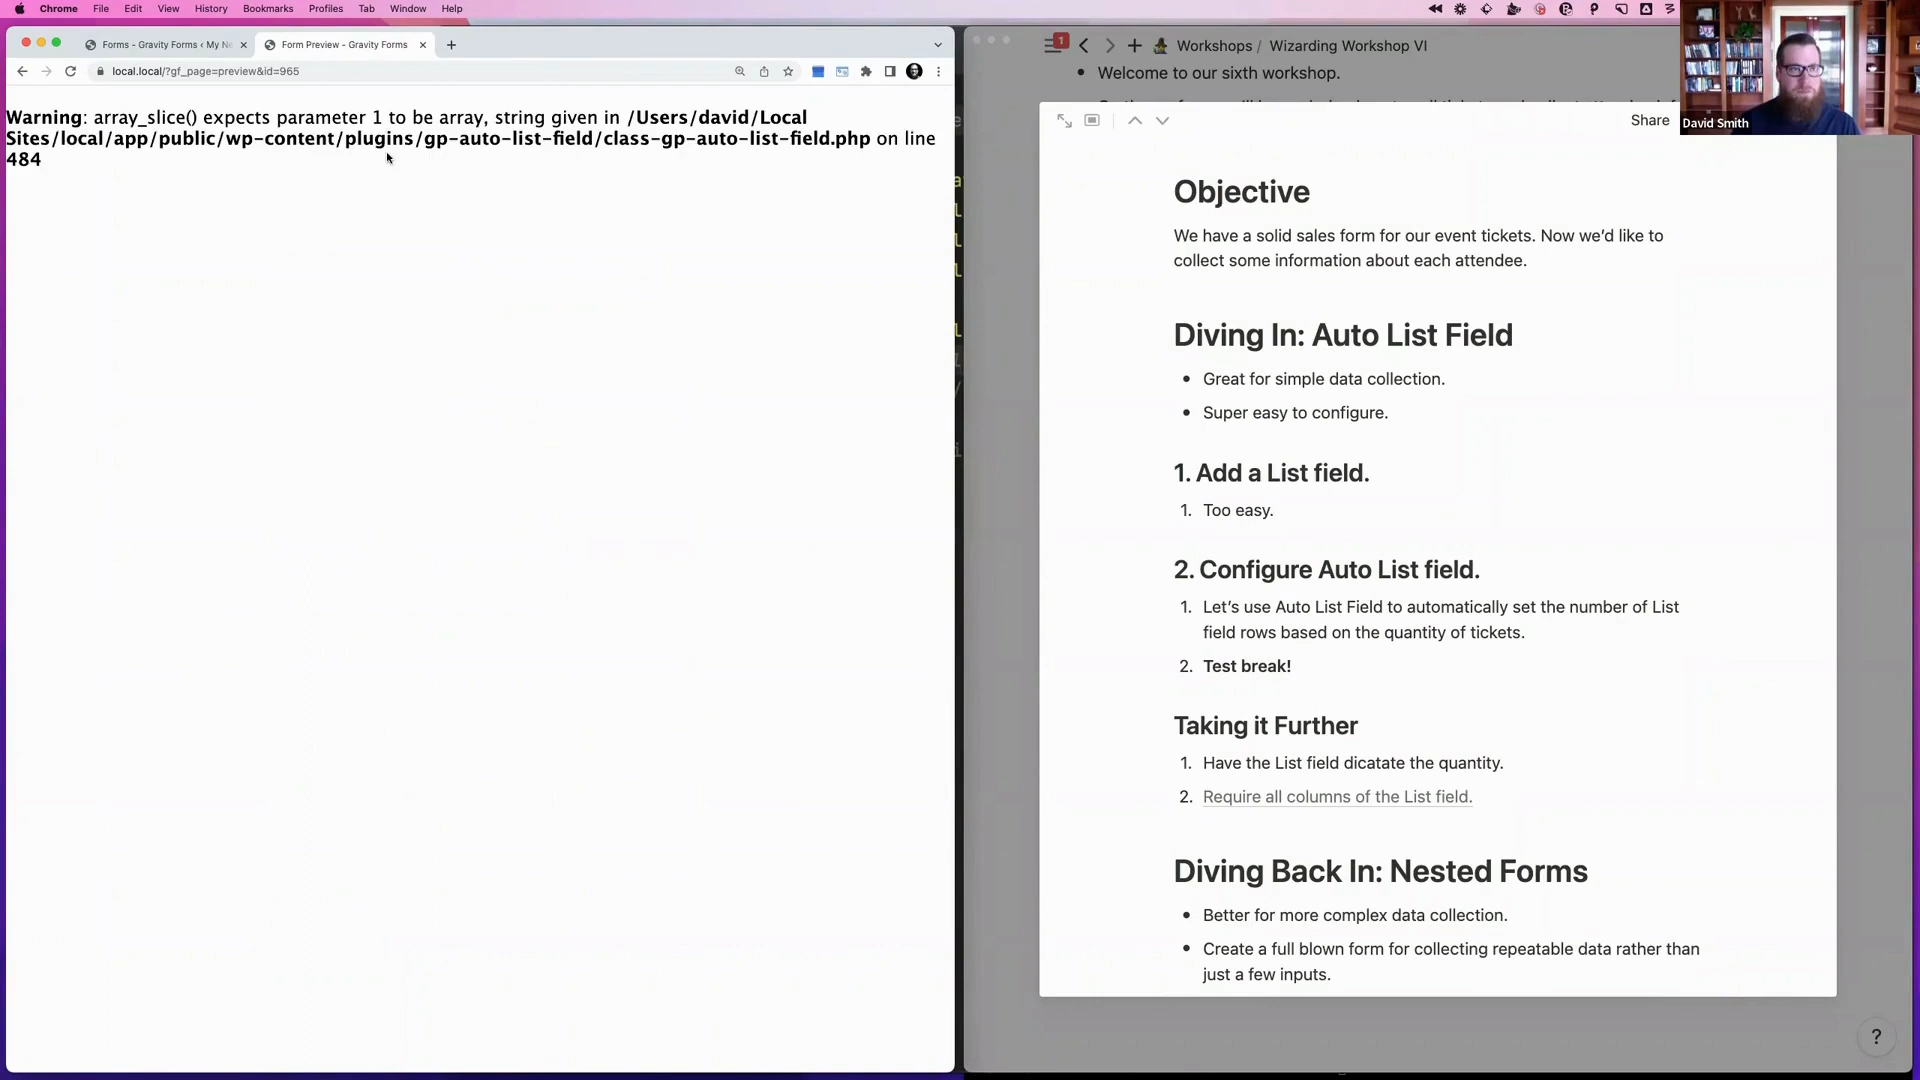 Chrome File Edit View History Bookmarks Profiles Tab Window Help
Forms - Gravity Forms ‹ My Ne
Form Preview - Gravity Forms
local.local/?gf_page=preview&id=965
Warning: array_slice() expects parameter 1 to be array, string given in /Users/david/Local
Sites/local/app/public/wp-content/plugins/gp-auto-list-field/class-gp-auto-list-field.php on line
484
1
Workshops / Wizarding Workshop VI
• Welcome to our sixth workshop.
Share
David Smith
Objective
We have a solid sales form for our event tickets. Now we’d like to
collect some information about each attendee.
Diving In: Auto List Field
• Great for simple data collection.
• Super easy to configure.
1. Add a List field.
1. Too easy.
2. Configure Auto List field.
1. Let’s use Auto List Field to automatically set the number of List
field rows based on the quantity of tickets.
2. Test break!
Taking it Further
1. Have the List field dicatate the quantity.
2. Require all columns of the List field.
Diving Back In: Nested Forms
• Better for more complex data collection.
• Create a full blown form for collecting repeatable data rather than
just a few inputs.
?